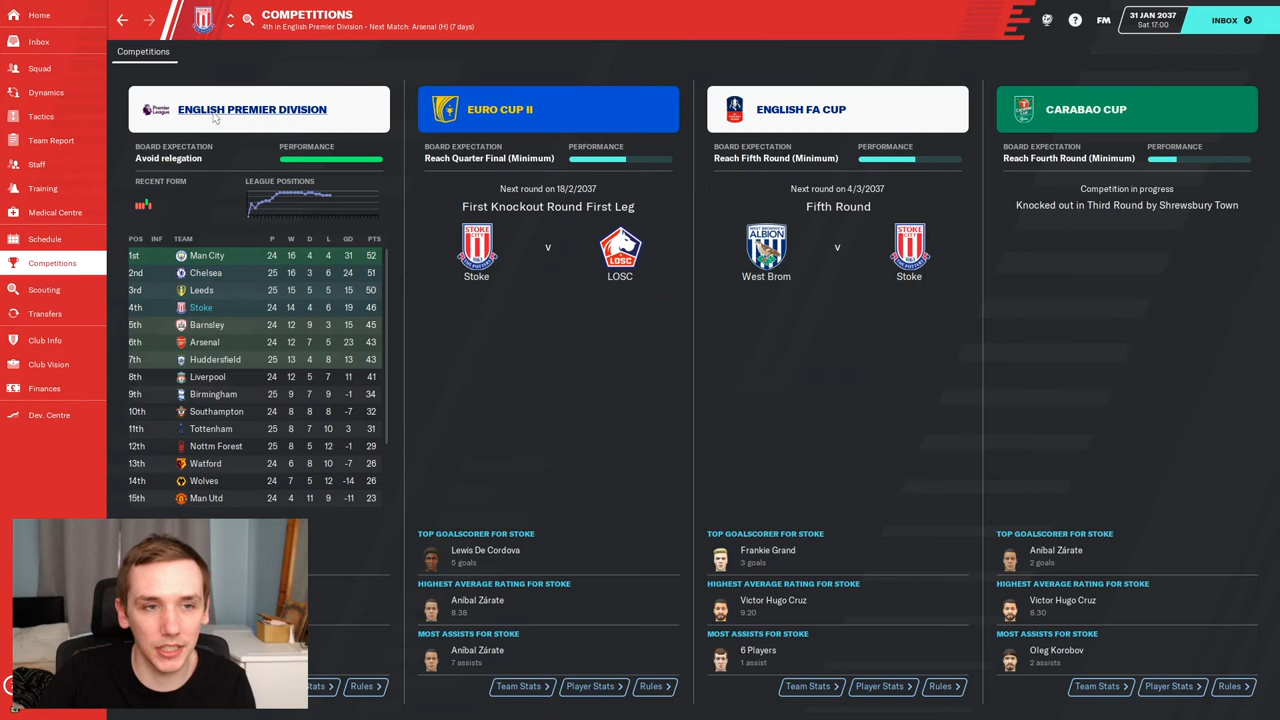 Home
Inbox
Squad
Dynamics
Tactics
Team Report
Staff
Training
Medical Centre
Schedule
Competitions
Scouting
Transfers
Club Info
Club Vision
Finances
Dev. Centre
COMPETITIONS
4th in English Premier Division - Next Match: Arsenal (H) (7 days)
FM
31 JAN 2037
Sat 17:00
INBOX
Competitions
ENGLISH PREMIER DIVISION
BOARD EXPECTATION PERFORMANCE
Avoid relegation
RECENT FORM LEAGUE POSITIONS
POS INF TEAM P W D L GD PTS
1st Man City 24 16 4 4 31 52
2nd Chelsea 25 16 3 6 24 51
3rd Leeds 25 15 5 5 15 50
4th Stoke 24 14 4 6 19 46
5th Barnsley 24 12 9 3 15 45
6th Arsenal 24 12 7 5 23 43
7th Huddersfield 25 13 4 8 13 43
8th Liverpool 24 12 5 7 11 41
9th Birmingham 25 9 7 9 -1 34
10th Southampton 24 8 8 8 -7 32
11th Tottenham 25 8 7 10 3 31
12th Nottm Forest 25 8 5 12 -1 29
13th Watford 24 6 8 10 -7 26
14th Wolves 24 7 5 12 -14 26
15th Man Utd 24 4 11 9 -11 23
Stats
Rules
EURO CUP II
BOARD EXPECTATION PERFORMANCE
Reach Quarter Final (Minimum)
Next round on 18/2/2037
First Knockout Round First Leg
v
Stoke LOSC
TOP GOALSCORER FOR STOKE
Lewis De Cordova
5 goals
HIGHEST AVERAGE RATING FOR STOKE
Aníbal Zárate
8.38
MOST ASSISTS FOR STOKE
Aníbal Zárate
7 assists
Team Stats Player Stats Rules
ENGLISH FA CUP
BOARD EXPECTATION PERFORMANCE
Reach Fifth Round (Minimum)
Next round on 4/3/2037
Fifth Round
v
West Brom Stoke
TOP GOALSCORER FOR STOKE
Frankie Grand
3 goals
HIGHEST AVERAGE RATING FOR STOKE
Victor Hugo Cruz
9.20
MOST ASSISTS FOR STOKE
6 Players
1 assist
Team Stats Player Stats Rules
CARABAO CUP
BOARD EXPECTATION PERFORMANCE
Reach Fourth Round (Minimum)
Competition in progress
Knocked out in Third Round by Shrewsbury Town
TOP GOALSCORER FOR STOKE
Aníbal Zárate
2 goals
HIGHEST AVERAGE RATING FOR STOKE
Victor Hugo Cruz
8.30
MOST ASSISTS FOR STOKE
Oleg Korobov
2 assists
Team Stats Player Stats Rules